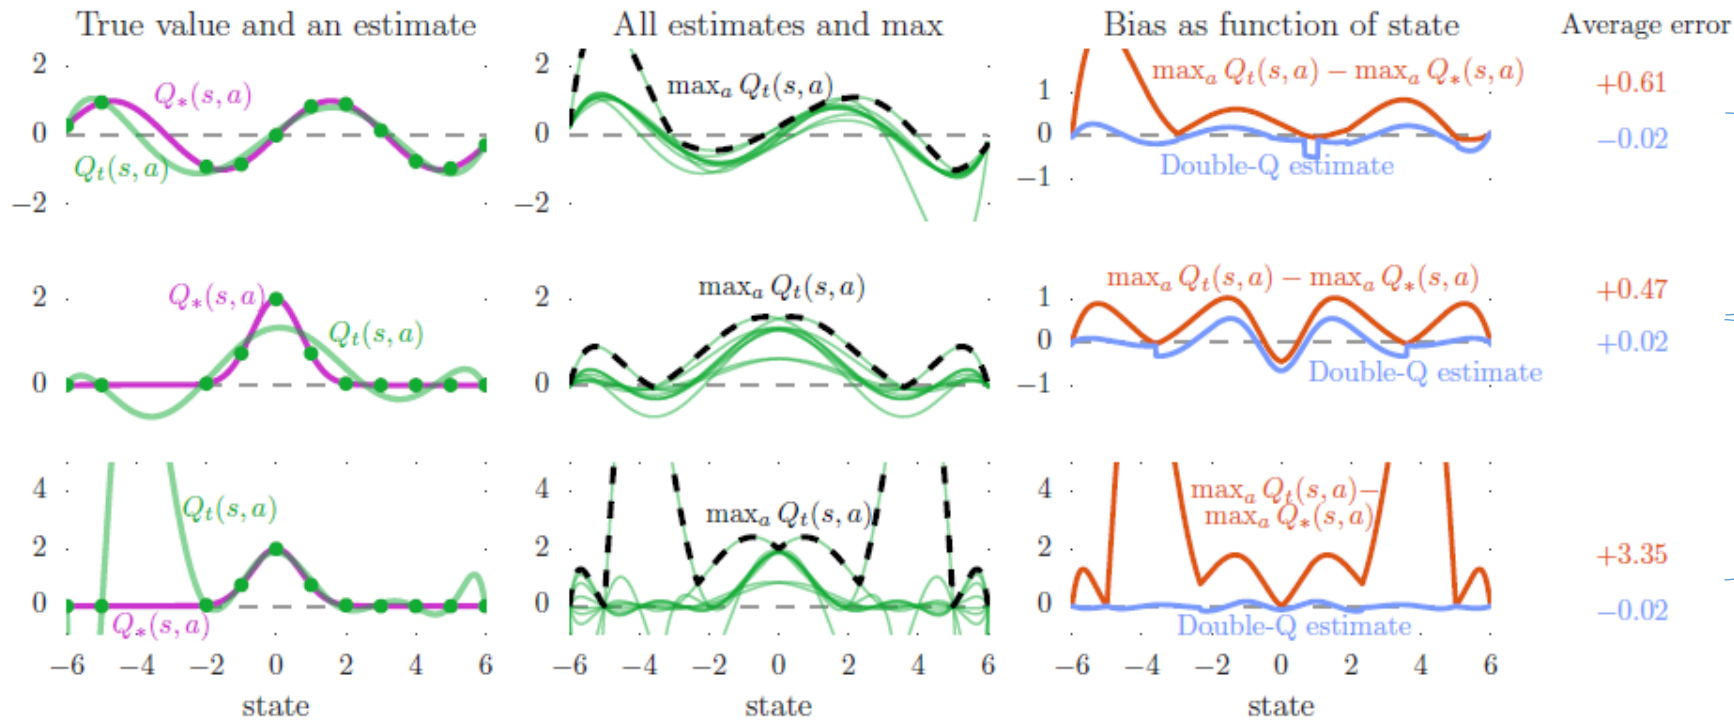 True value and an estimate
All estimates and max
Bias as function of state
Average error
2
0
−2
Q∗(s, a)
Qt(s, a)
2
0
−2
maxa Qt(s, a)
1
0
−1
maxa Qt(s, a) − maxa Q∗(s, a)
Double-Q estimate
+0.61
−0.02
2
0
Q∗(s, a)
Qt(s, a)
2
0
maxa Qt(s, a)
1
0
−1
maxa Qt(s, a) − maxa Q∗(s, a)
Double-Q estimate
+0.47
+0.02
4
2
0
Qt(s, a)
Q∗(s, a)
−6 −4 −2 0 2 4 6
state
4
2
0
maxa Qt(s, a)
−6 −4 −2 0 2 4 6
state
4
2
0
maxa Qt(s, a)−
maxa Q∗(s, a)
Double-Q estimate
−6 −4 −2 0 2 4 6
state
+3.35
−0.02